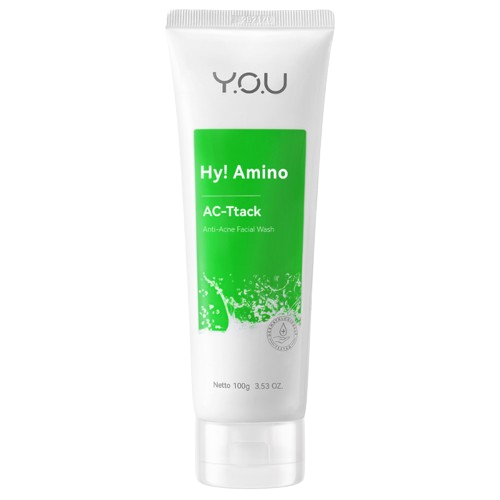 Y.O.U
Hy! Amino
AC-Ttack
Anti-Acne Facial Wash
Netto 100g 3.53 OZ.